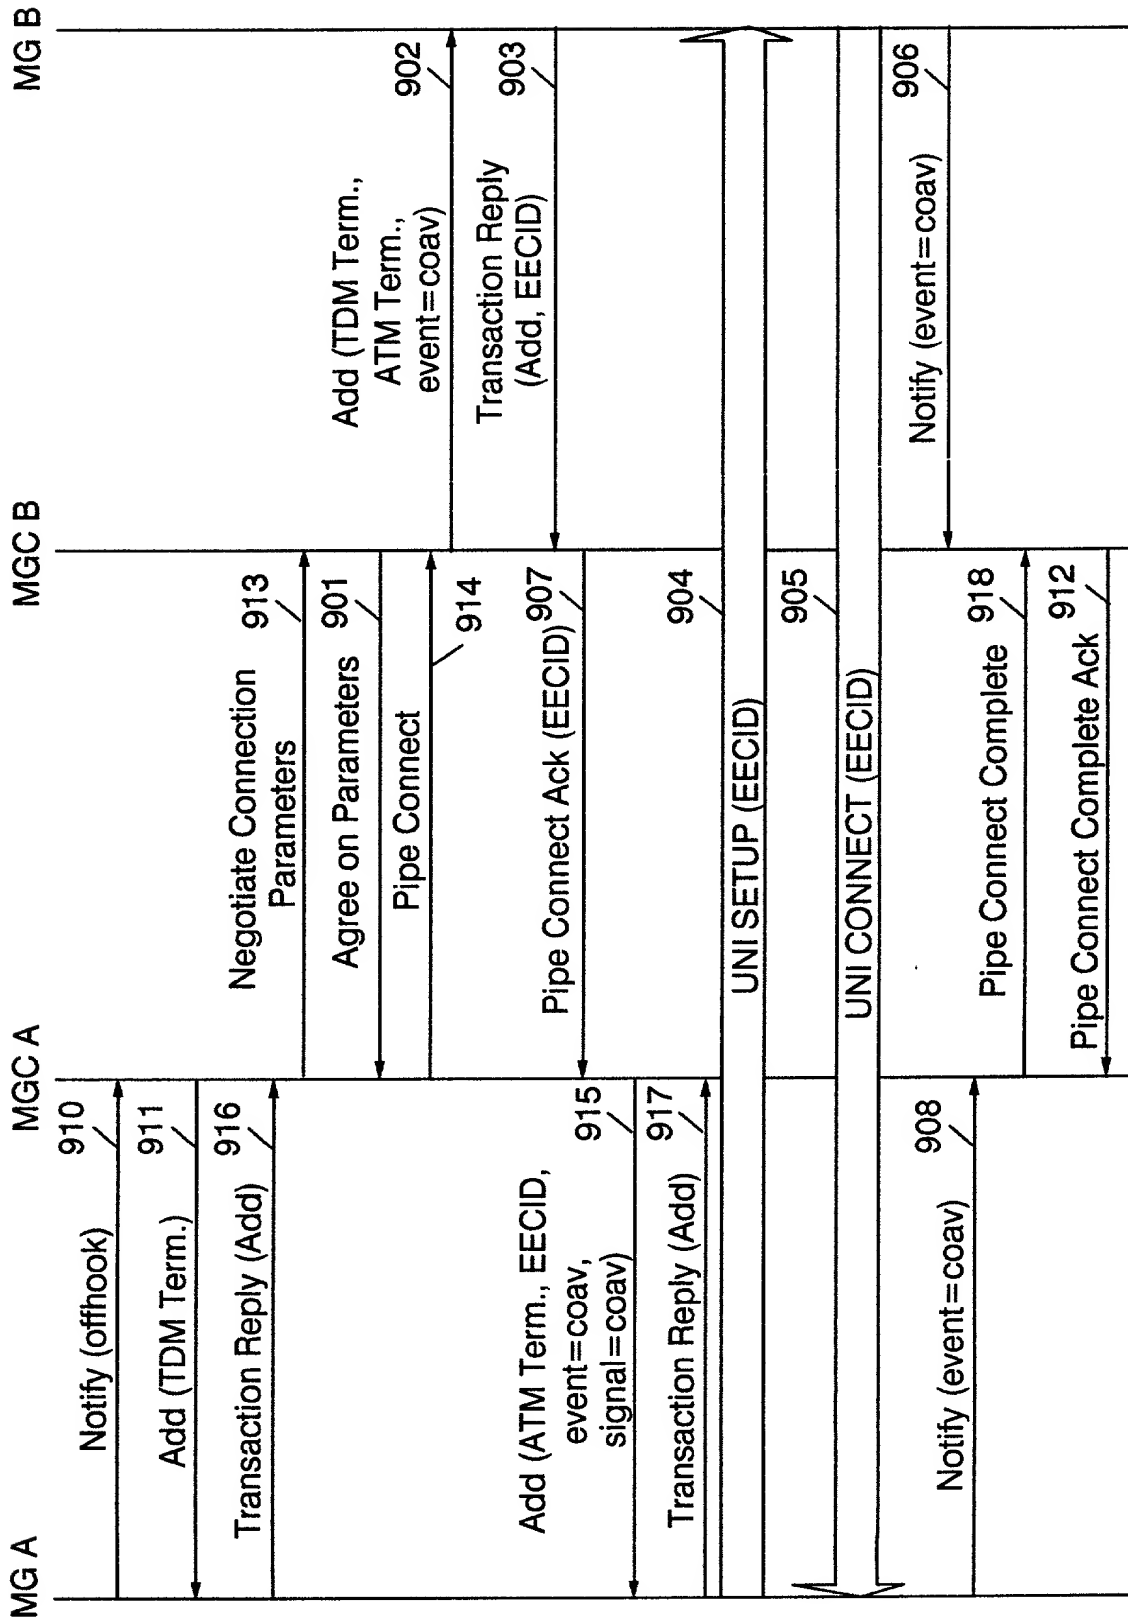 MG A
MGC A
MGC B
MG B
910
Notify (offhook)
911
Add (TDM Term.)
916
Transaction Reply (Add)
913
Negotiate Connection
Parameters
901
Agree on Parameters
Pipe Connect
914
902
Add (TDM Term.,
ATM Term.,
event=coav)
903
Transaction Reply
(Add, EECID)
907
Pipe Connect Ack (EECID)
915
Add (ATM Term., EECID,
event=coav,
signal=coav)
917
Transaction Reply (Add)
904
UNI SETUP (EECID)
905
UNI CONNECT (EECID)
906
Notify (event=coav)
908
Notify (event=coav)
918
Pipe Connect Complete
912
Pipe Connect Complete Ack